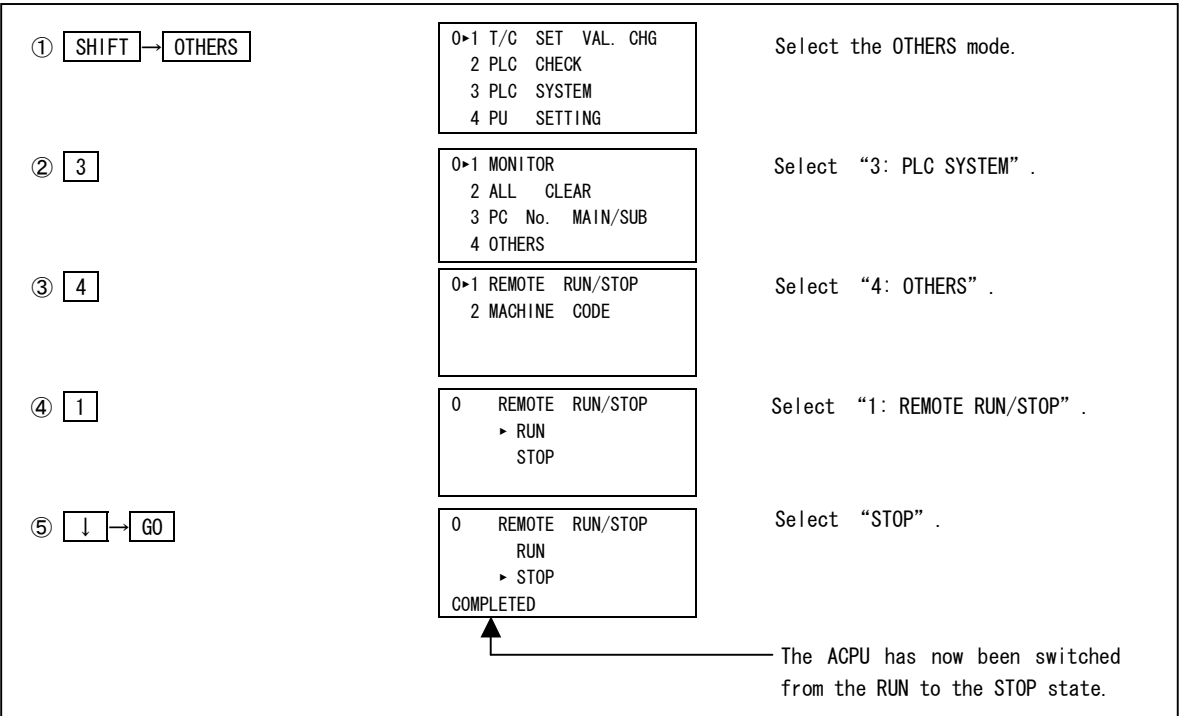 ① SHIFT → OTHERS
0▸1 T/C SET VAL. CHG
2 PLC CHECK
3 PLC SYSTEM
4 PU SETTING
Select the OTHERS mode.
② 3
0▸1 MONITOR
2 ALL CLEAR
3 PC No. MAIN/SUB
4 OTHERS
Select “3: PLC SYSTEM”.
③ 4
0▸1 REMOTE RUN/STOP
2 MACHINE CODE
Select “4: OTHERS”.
④ 1
0 REMOTE RUN/STOP
▸ RUN
STOP
Select “1: REMOTE RUN/STOP”.
⑤ ↓ → GO
0 REMOTE RUN/STOP
RUN
▸ STOP
COMPLETED
Select “STOP”.
The ACPU has now been switched
from the RUN to the STOP state.